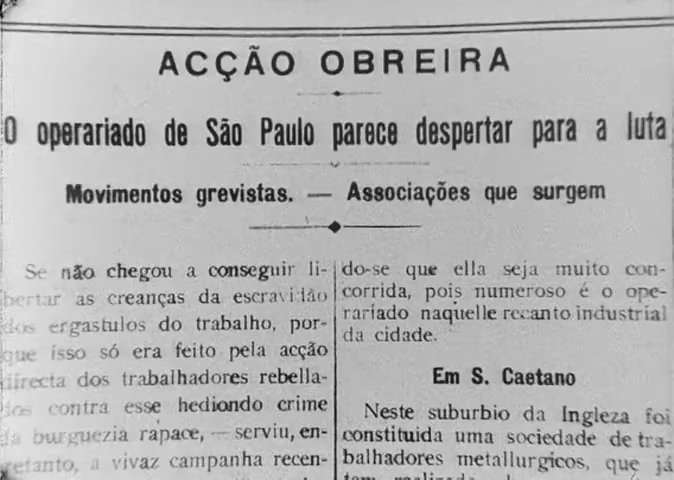 ACÇÃO OBREIRA
O operariado de São Paulo parece despertar para a luta
Movimentos grevistas. — Associações que surgem
Se não chegou a conseguir li-
bertar as creanças da escravidão
dos ergastulos do trabalho, por-
que isso só era feito pela acção
directa dos trabalhadores rebella-
dos contra esse hediondo crime
da burguezia rapace, — serviu, en-
retanto, a vivaz campanha recen-
do-se que ella seja muito con-
corrida, pois numeroso é o ope-
rariado naquelle recanto industrial
da cidade.
Em S. Caetano
Neste suburbio da Ingleza foi
constituida uma sociedade de tra-
balhadores metallurgicos, que já